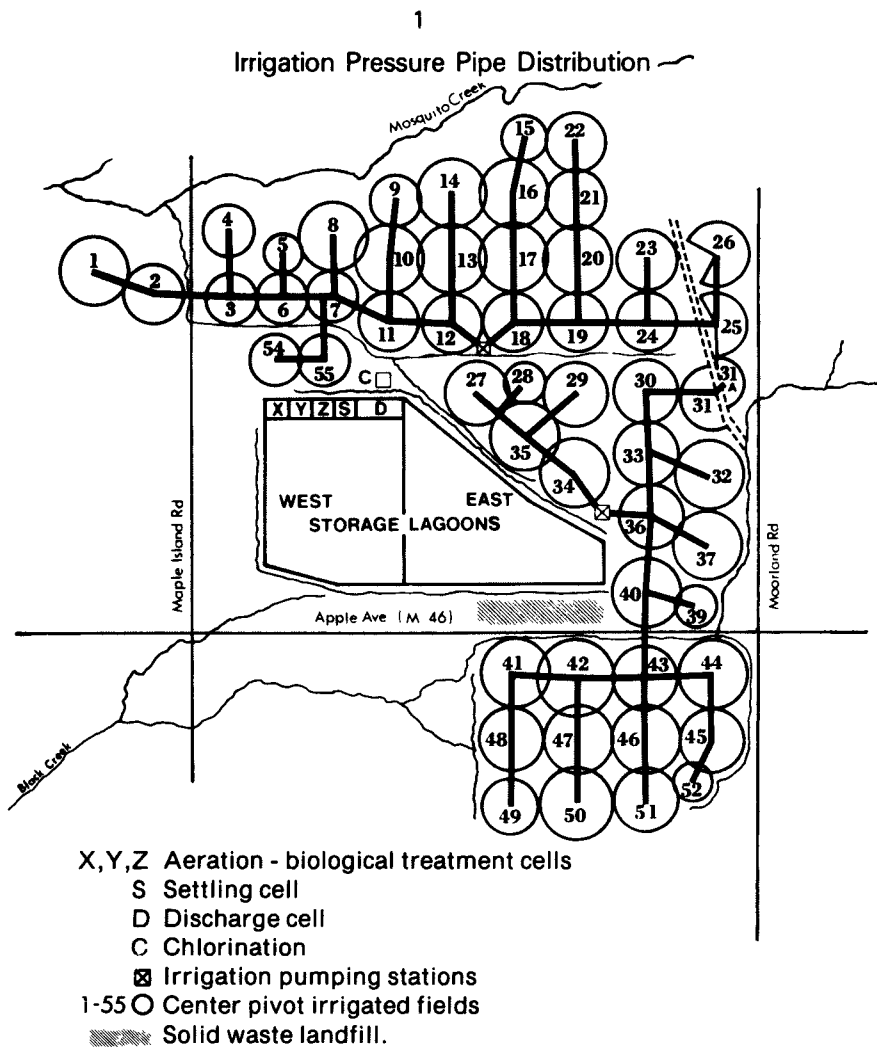 1
Irrigation Pressure Pipe Distribution
Mosquito Creek
15 22
4 9 14 16 21
1 2 5 8 10 13 17 20 23 26
3 6 7 11 12 18 19 24 25
54 55 C
27 28 29 30 31 31 A
X Y Z S D
35 33 32
34
WEST EAST
STORAGE LAGOONS
36 37
Maple Island Rd
Moorland Rd
40 39
Apple Ave (M 46)
41 42 43 44
48 47 46 45
52
49 50 51
Black Creek
X,Y,Z Aeration - biological treatment cells
S Settling cell
D Discharge cell
C Chlorination
Irrigation pumping stations
1-55 Center pivot irrigated fields
Solid waste landfill.